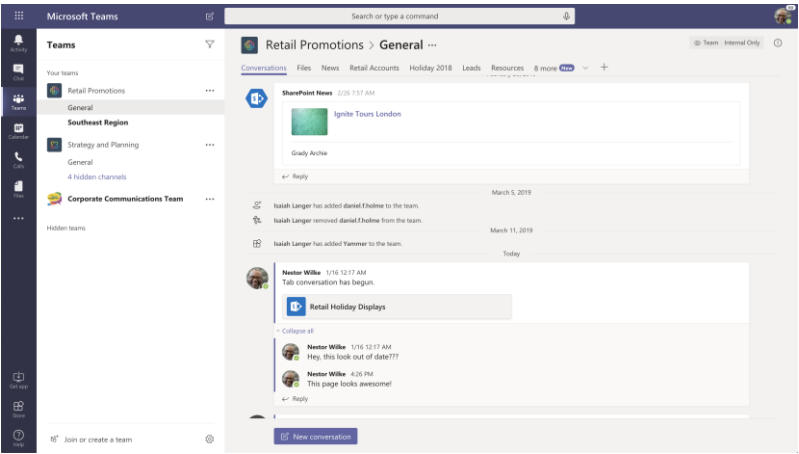 Microsoft Teams
Search or type a command
Activity
Chat
Teams
Calendar
Calls
Files
Get app
Store
Help
Teams
Your teams
Retail Promotions
General
Southeast Region
Strategy and Planning
General
4 hidden channels
Corporate Communications Team
Hidden teams
Join or create a team
Retail Promotions > General
Team Internal Only
Conversations Files News Retail Accounts Holiday 2018 Leads Resources 8 more New
SharePoint News 2/26 7:57 AM
Ignite Tours London
Grady Archie
Reply
March 5, 2019
Isaiah Langer has added daniel.f.holme to the team.
Isaiah Langer removed daniel.f.holme from the team.
March 11, 2019
Isaiah Langer has added Yammer to the team.
Today
Nestor Wilke 1/16 12:17 AM
Tab conversation has begun.
Retail Holiday Displays
Collapse all
Nestor Wilke 1/16 12:17 AM
Hey, this look out of date???
Nestor Wilke 4:26 PM
This page looks awesome!
Reply
New conversation